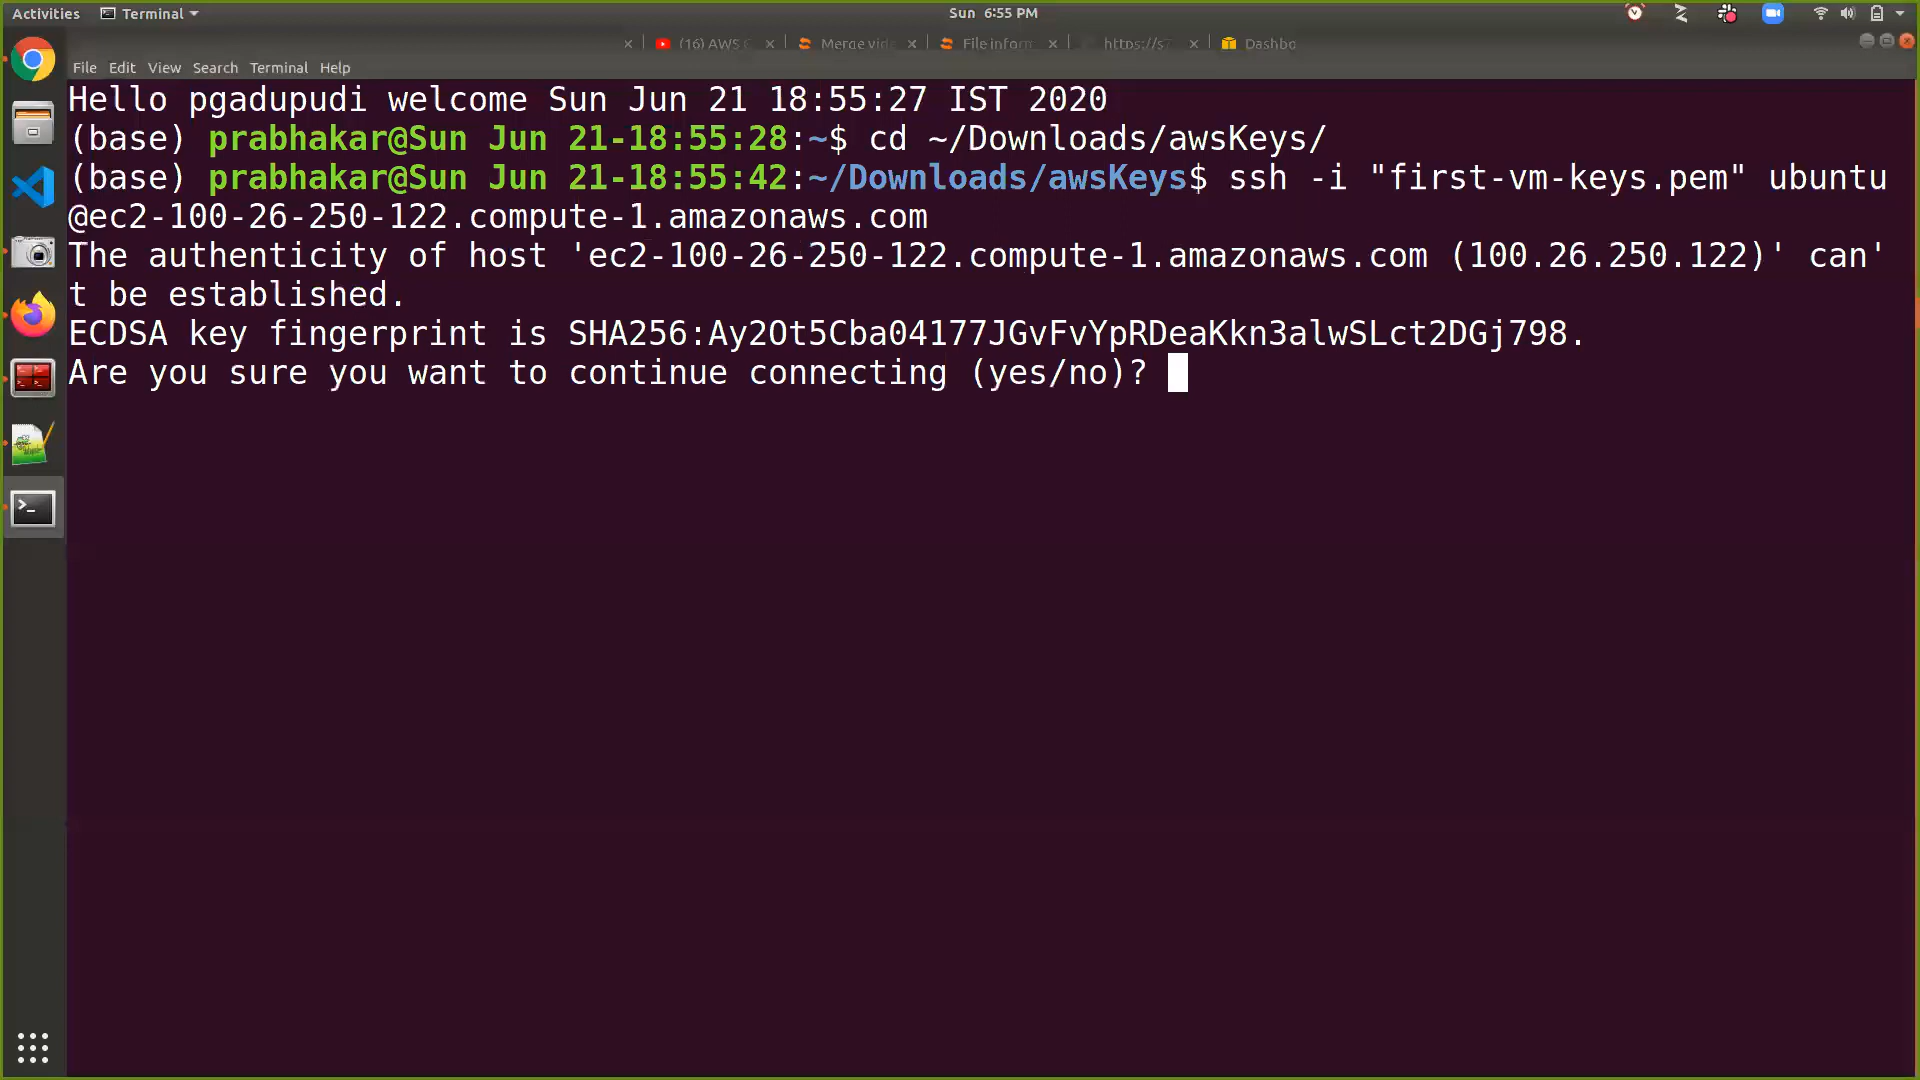 Activities Terminal Sun 6:55 PM
(16) AWS Merge vid File inform https://s7 Dashbo
File Edit View Search Terminal Help
Hello pgadupudi welcome Sun Jun 21 18:55:27 IST 2020
(base) prabhakar@Sun Jun 21-18:55:28:~$ cd ~/Downloads/awsKeys/
(base) prabhakar@Sun Jun 21-18:55:42:~/Downloads/awsKeys$ ssh -i "first-vm-keys.pem" ubuntu
@ec2-100-26-250-122.compute-1.amazonaws.com
The authenticity of host 'ec2-100-26-250-122.compute-1.amazonaws.com (100.26.250.122)' can'
t be established.
ECDSA key fingerprint is SHA256:Ay2Ot5Cba04177JGvFvYpRDeaKkn3alwSLct2DGj798.
Are you sure you want to continue connecting (yes/no)?